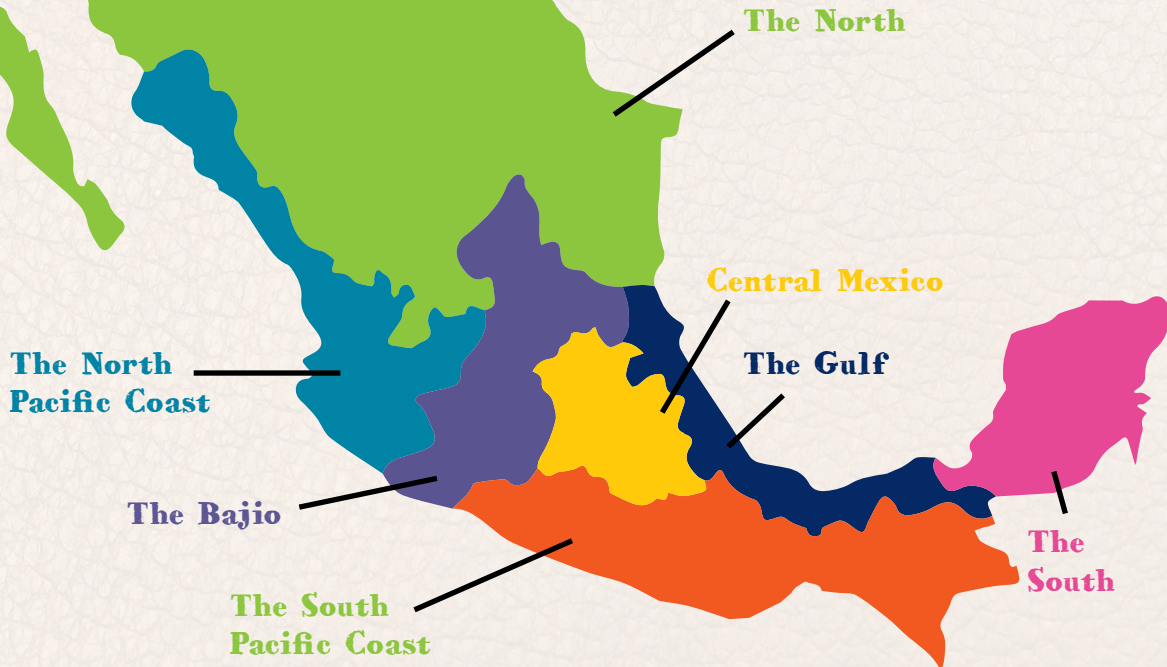 The North
Central Mexico
The Gulf
The North
Pacific Coast
The Bajio
The
South
The South
Pacific Coast